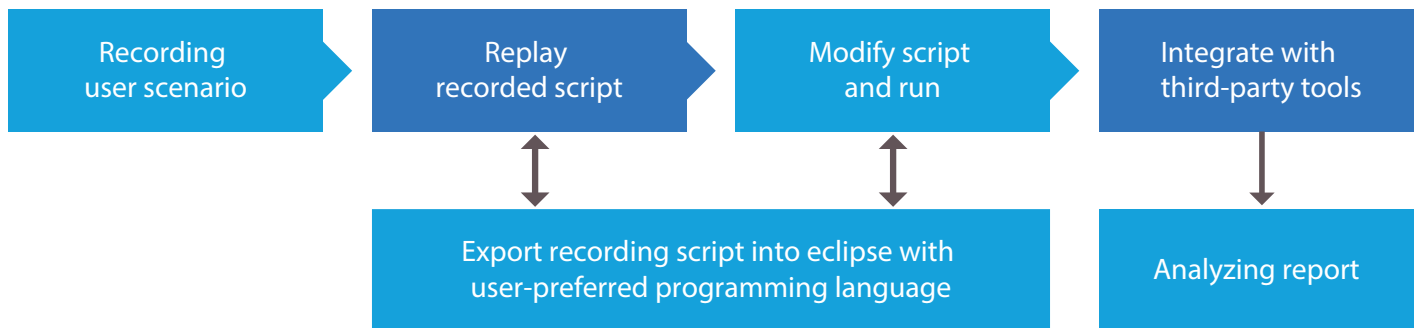 Recording
user scenario
Replay
recorded script
Modify script
and run
Integrate with
third-party tools
Export recording script into eclipse with
user-preferred programming language
Analyzing report